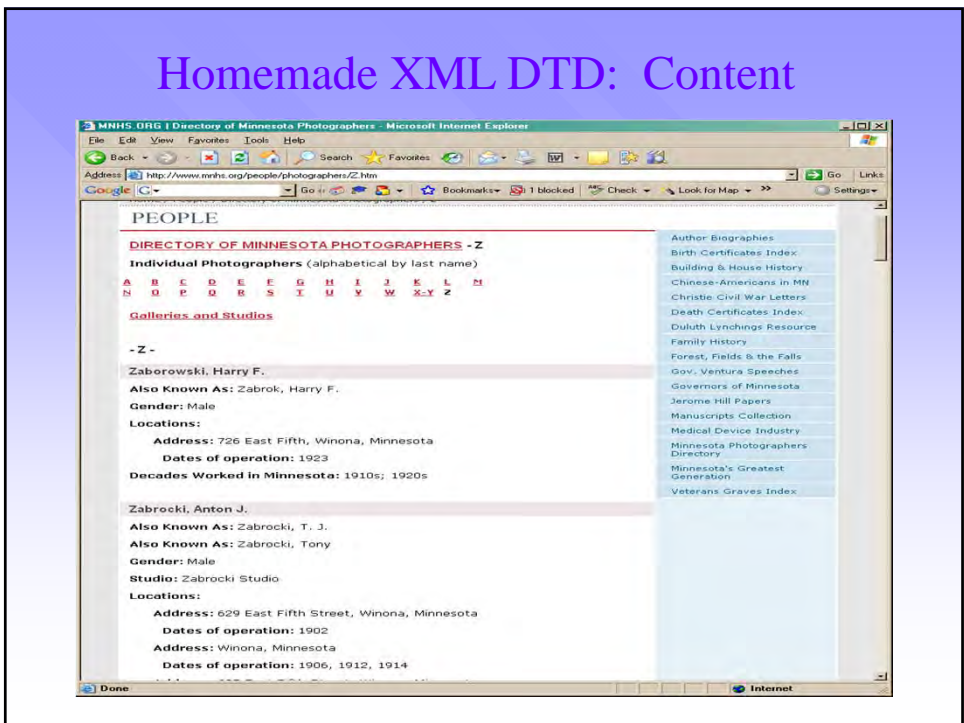 Homemade XML DTD: Content
MNHS.ORG | Directory of Minnesota Photographers - Microsoft Internet Explorer
File Edit View Favorites Tools Help
Back Search Favorites
Address http://www.mnhs.org/people/photographers/Z.htm Go Links
Google Go Bookmarks 1 blocked Check Look for Map Settings
PEOPLE
DIRECTORY OF MINNESOTA PHOTOGRAPHERS - Z
Individual Photographers (alphabetical by last name)
A B C D E F G H I J K L M
N O P Q R S T U V W X-Y Z
Galleries and Studios
- Z -
Zaborowski, Harry F.
Also Known As: Zabrok, Harry F.
Gender: Male
Locations:
Address: 726 East Fifth, Winona, Minnesota
Dates of operation: 1923
Decades Worked in Minnesota: 1910s; 1920s
Zabrocki, Anton J.
Also Known As: Zabrocki, T. J.
Also Known As: Zabrocki, Tony
Gender: Male
Studio: Zabrocki Studio
Locations:
Address: 629 East Fifth Street, Winona, Minnesota
Dates of operation: 1902
Address: Winona, Minnesota
Dates of operation: 1906, 1912, 1914
Author Biographies
Birth Certificates Index
Building & House History
Chinese-Americans in MN
Christie Civil War Letters
Death Certificates Index
Duluth Lynchings Resource
Family History
Forest, Fields & the Falls
Gov. Ventura Speeches
Governors of Minnesota
Jerome Hill Papers
Manuscripts Collection
Medical Device Industry
Minnesota Photographers
Directory
Minnesota's Greatest
Generation
Veterans Graves Index
Done Internet